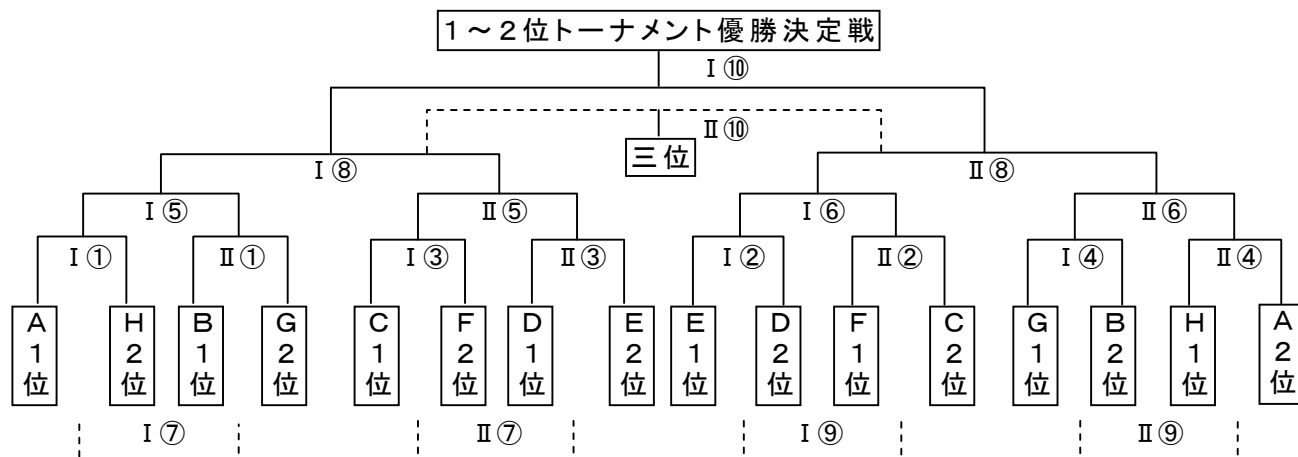 1～2位トーナメント優勝決定戦
Ⅰ⑩
Ⅱ⑩
三位
Ⅰ⑧
Ⅱ⑧
Ⅰ⑤
Ⅱ⑤
Ⅰ⑥
Ⅱ⑥
Ⅰ①
Ⅱ①
Ⅰ③
Ⅱ③
Ⅰ②
Ⅱ②
Ⅰ④
Ⅱ④
A1位
H2位
B1位
G2位
C1位
F2位
D1位
E2位
E1位
D2位
F1位
C2位
G1位
B2位
H1位
A2位
Ⅰ⑦
Ⅱ⑦
Ⅰ⑨
Ⅱ⑨